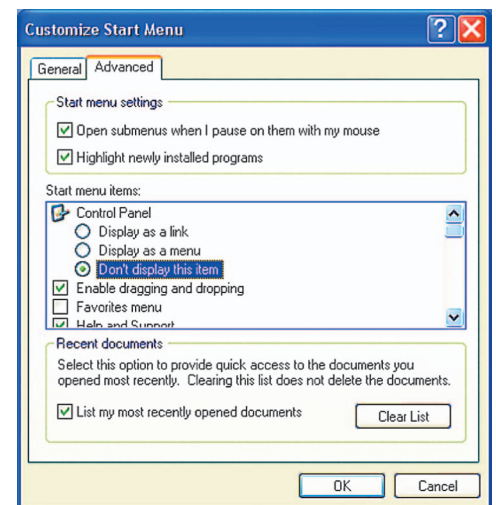 Customize Start Menu
General Advanced
Start menu settings
Open submenus when I pause on them with my mouse
Highlight newly installed programs
Start menu items:
Control Panel
Display as a link
Display as a menu
Don't display this item
Enable dragging and dropping
Favorites menu
Help and Support
Recent documents
Select this option to provide quick access to the documents you
opened most recently. Clearing this list does not delete the documents.
List my most recently opened documents
Clear List
OK Cancel